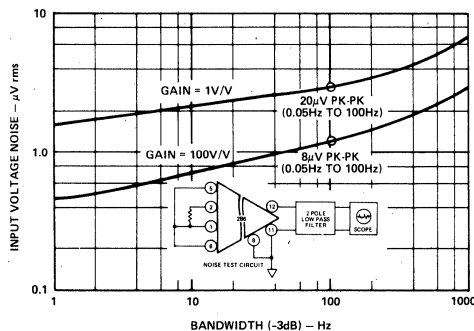 10
1.0
0.1
INPUT VOLTAGE NOISE – μV rms
GAIN = 1V/V
20μV PK-PK
(0.05Hz TO 100Hz)
GAIN = 100V/V
8μV PK-PK
(0.05Hz TO 100Hz)
5
2
1
6
286
12
11
8
2 POLE
LOW PASS
FILTER
SCOPE
NOISE TEST CIRCUIT
1
10
100
1000
BANDWIDTH (-3dB) – Hz